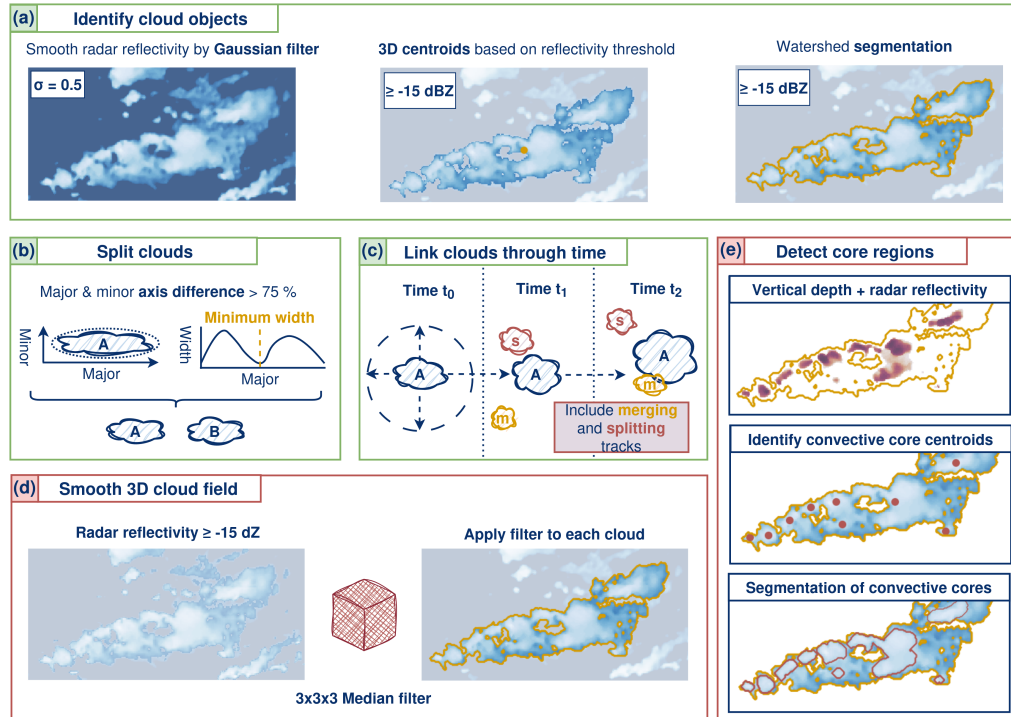 (a) Identify cloud objects
Smooth radar reflectivity by Gaussian filter
σ = 0.5
3D centroids based on reflectivity threshold
≥ -15 dBZ
Watershed segmentation
≥ -15 dBZ
(b) Split clouds
Major & minor axis difference > 75 %
Minor
A
Major
Width
Minimum width
Major
A
B
(c) Link clouds through time
Time t0
Time t1
Time t2
A
s
A
m
s
A
m
Include merging
and splitting
tracks
(d) Smooth 3D cloud field
Radar reflectivity ≥ -15 dZ
Apply filter to each cloud
3x3x3 Median filter
(e) Detect core regions
Vertical depth + radar reflectivity
Identify convective core centroids
Segmentation of convective cores